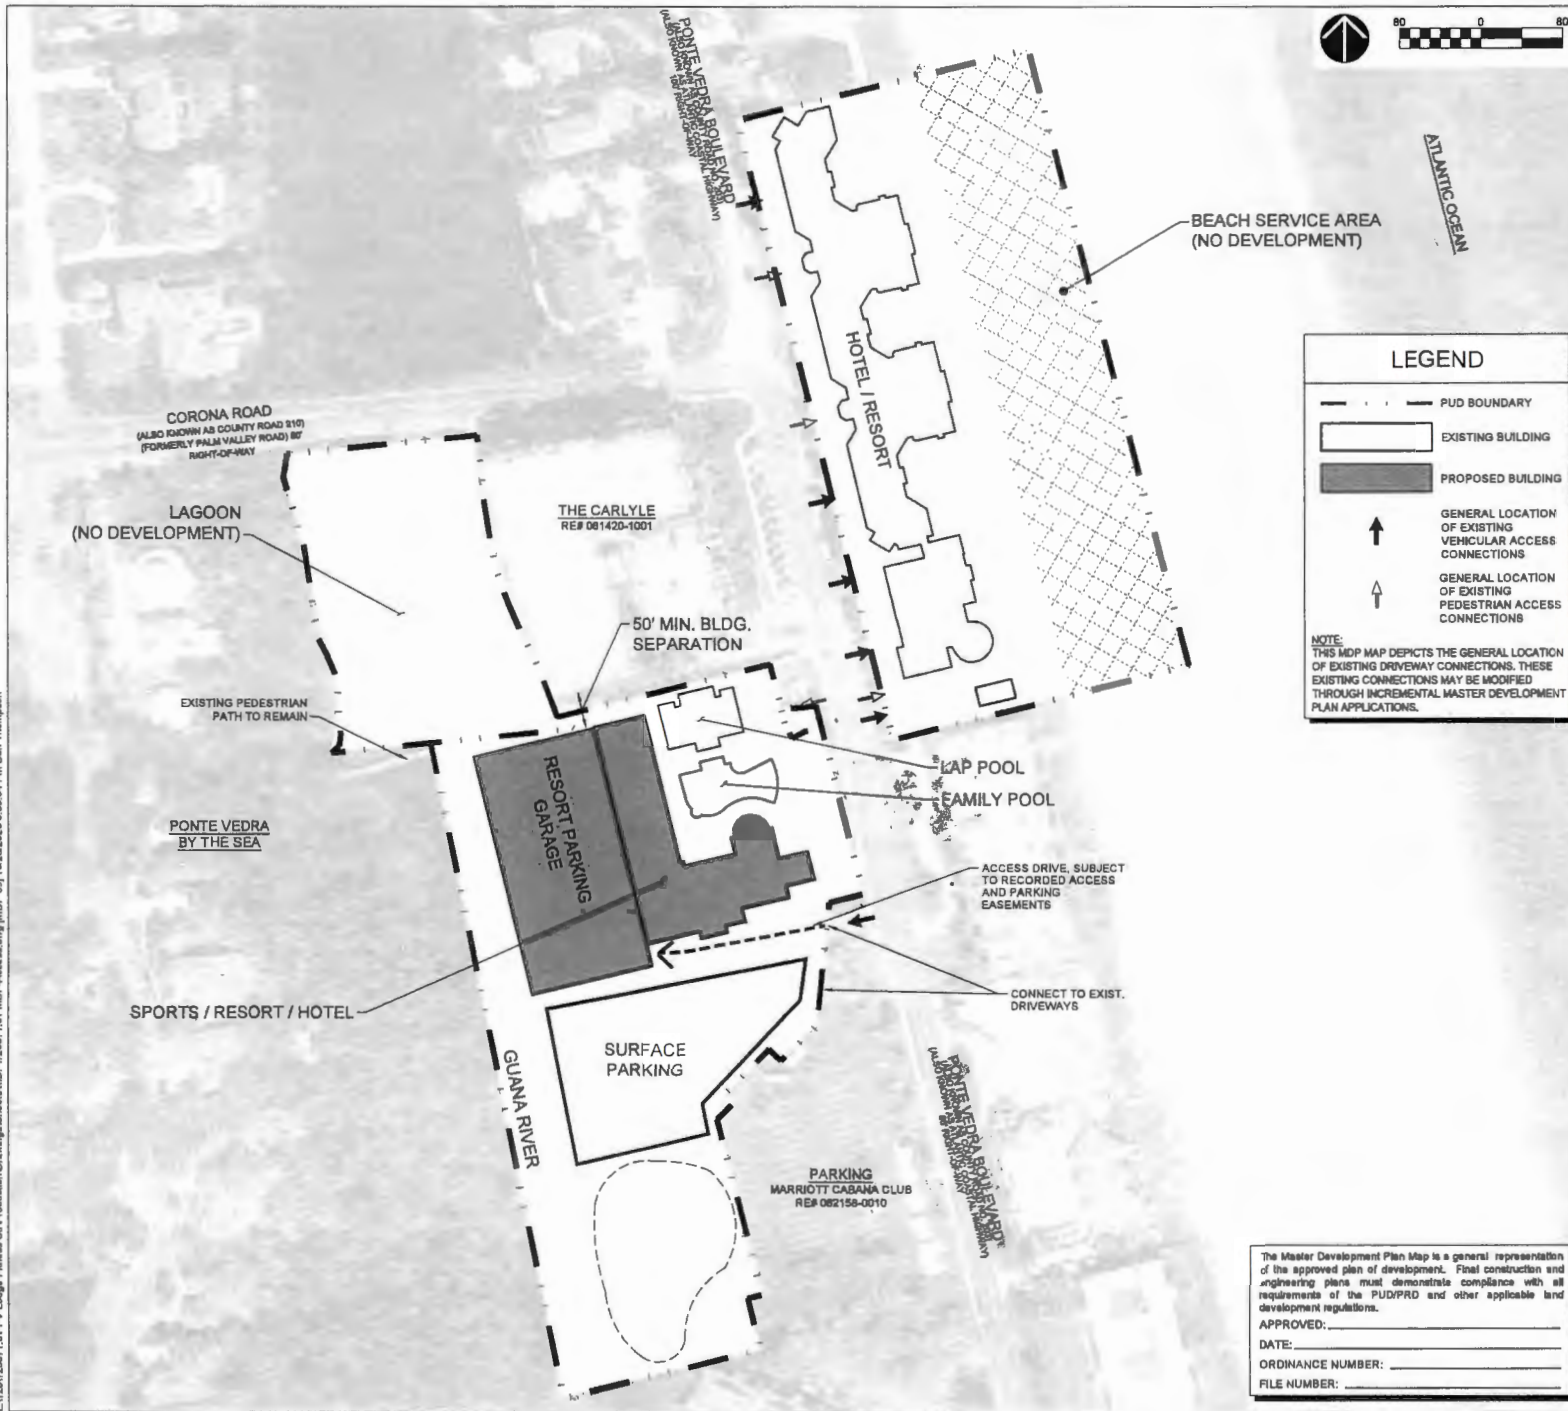 80 0 80
PONTE VEDRA BOULEVARD
ATLANTIC OCEAN
BEACH SERVICE AREA
(NO DEVELOPMENT)
HOTEL / RESORT
LEGEND
PUD BOUNDARY
EXISTING BUILDING
PROPOSED BUILDING
GENERAL LOCATION
OF EXISTING
VEHICULAR ACCESS
CONNECTIONS
GENERAL LOCATION
OF EXISTING
PEDESTRIAN ACCESS
CONNECTIONS
NOTE:
THIS MDP MAP DEPICTS THE GENERAL LOCATION
OF EXISTING DRIVEWAY CONNECTIONS. THESE
EXISTING CONNECTIONS MAY BE MODIFIED
THROUGH INCREMENTAL MASTER DEVELOPMENT
PLAN APPLICATIONS.
CORONA ROAD
(ALSO KNOWN AS COUNTY ROAD 210)
(FORMERLY PALM VALLEY ROAD) 80'
RIGHT-OF-WAY
LAGOON
(NO DEVELOPMENT)
THE CARLYLE
RE# 061420-1001
50' MIN. BLDG.
SEPARATION
EXISTING PEDESTRIAN
PATH TO REMAIN
LAP POOL
FAMILY POOL
RESORT PARKING
GARAGE
PONTE VEDRA
BY THE SEA
ACCESS DRIVE, SUBJECT
TO RECORDED ACCESS
AND PARKING
EASEMENTS
SPORTS / RESORT / HOTEL
CONNECT TO EXIST.
DRIVEWAYS
SURFACE
PARKING
GUANA RIVER
PONTE VEDRA BOULEVARD
PARKING
MARRIOTT CABANA CLUB
RE# 062158-0010
The Master Development Plan Map is a general representation
of the approved plan of development. Final construction and
engineering plans must demonstrate compliance with all
requirements of the PUD/PRD and other applicable land
development regulations.
APPROVED:
DATE:
ORDINANCE NUMBER:
FILE NUMBER: